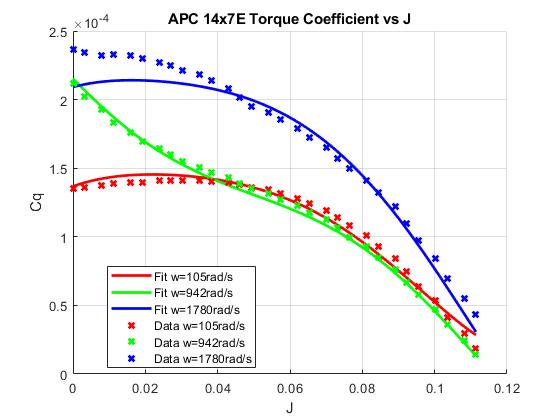 APC 14x7E Torque Coefficient vs J
×10⁻⁴
2.5
2
1.5
1
0.5
0
Cq
Fit w=105rad/s
Fit w=942rad/s
Fit w=1780rad/s
Data w=105rad/s
Data w=942rad/s
Data w=1780rad/s
0 0.02 0.04 0.06 0.08 0.1 0.12
J